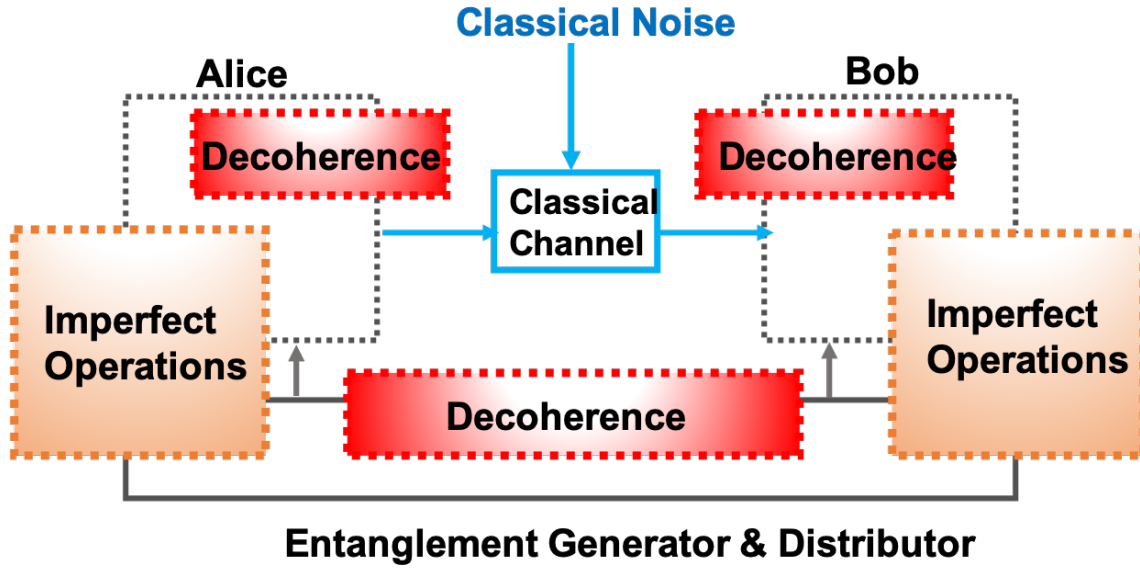 Classical Noise
Alice
Bob
Decoherence
Decoherence
Classical
Channel
Imperfect
Operations
Imperfect
Operations
Decoherence
Entanglement Generator & Distributor